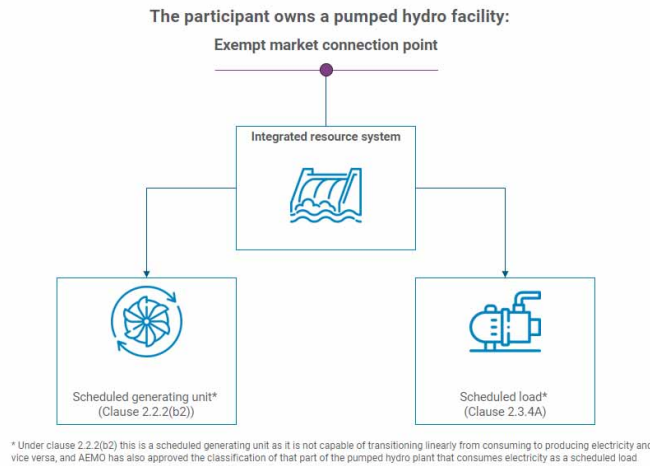 The participant owns a pumped hydro facility:
Exempt market connection point
Integrated resource system
Scheduled generating unit*
(Clause 2.2.2(b2))
Scheduled load*
(Clause 2.3.4A)
* Under clause 2.2.2(b2) this is a scheduled generating unit as it is not capable of transitioning linearly from consuming to producing electricity and
vice versa, and AEMO has also approved the classification of that part of the pumped hydro plant that consumes electricity as a scheduled load